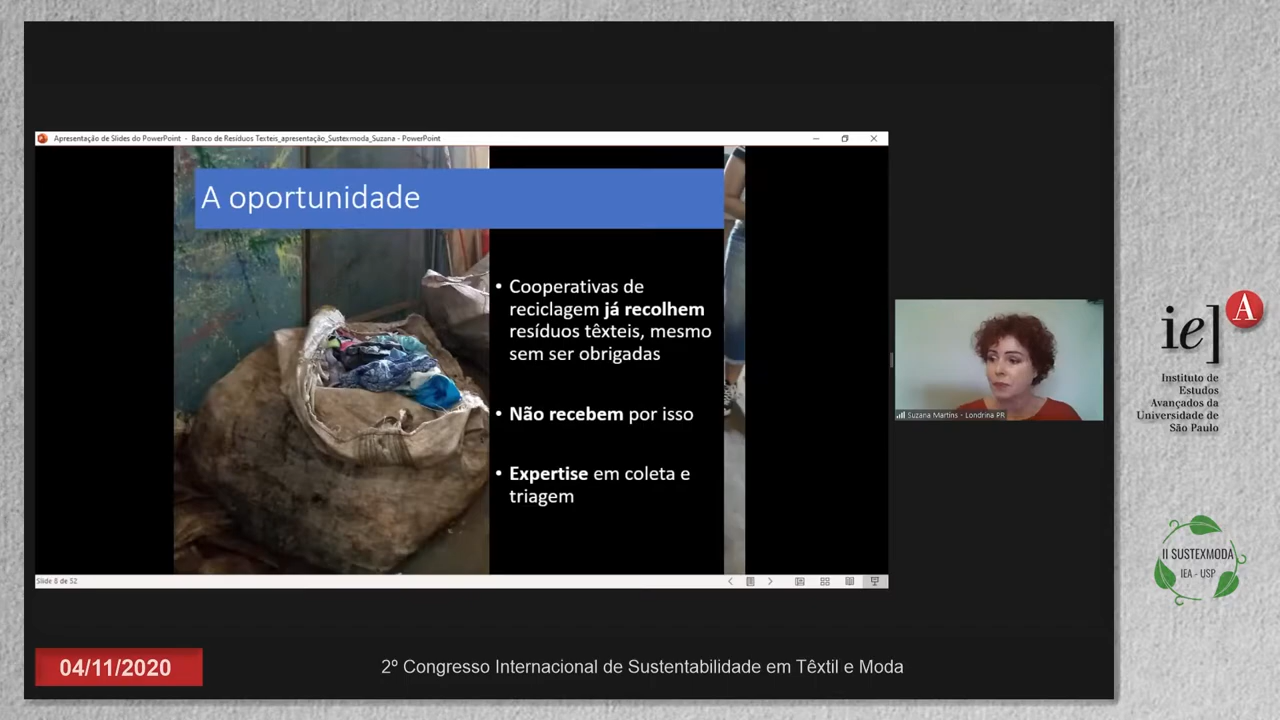 Apresentação de Slides do PowerPoint - Banco de Resíduos Texteis_apresentação_Sustexmoda_Suzana - PowerPoint
A oportunidade
• Cooperativas de
reciclagem já recolhem
resíduos têxteis, mesmo
sem ser obrigadas
• Não recebem por isso
• Expertise em coleta e
triagem
Slide 8 de 52
Suzana Martins - Londrina PR
iea
Instituto de
Estudos
Avançados da
Universidade de
São Paulo
II SUSTEXMODA
IEA - USP
04/11/2020
2º Congresso Internacional de Sustentabilidade em Têxtil e Moda